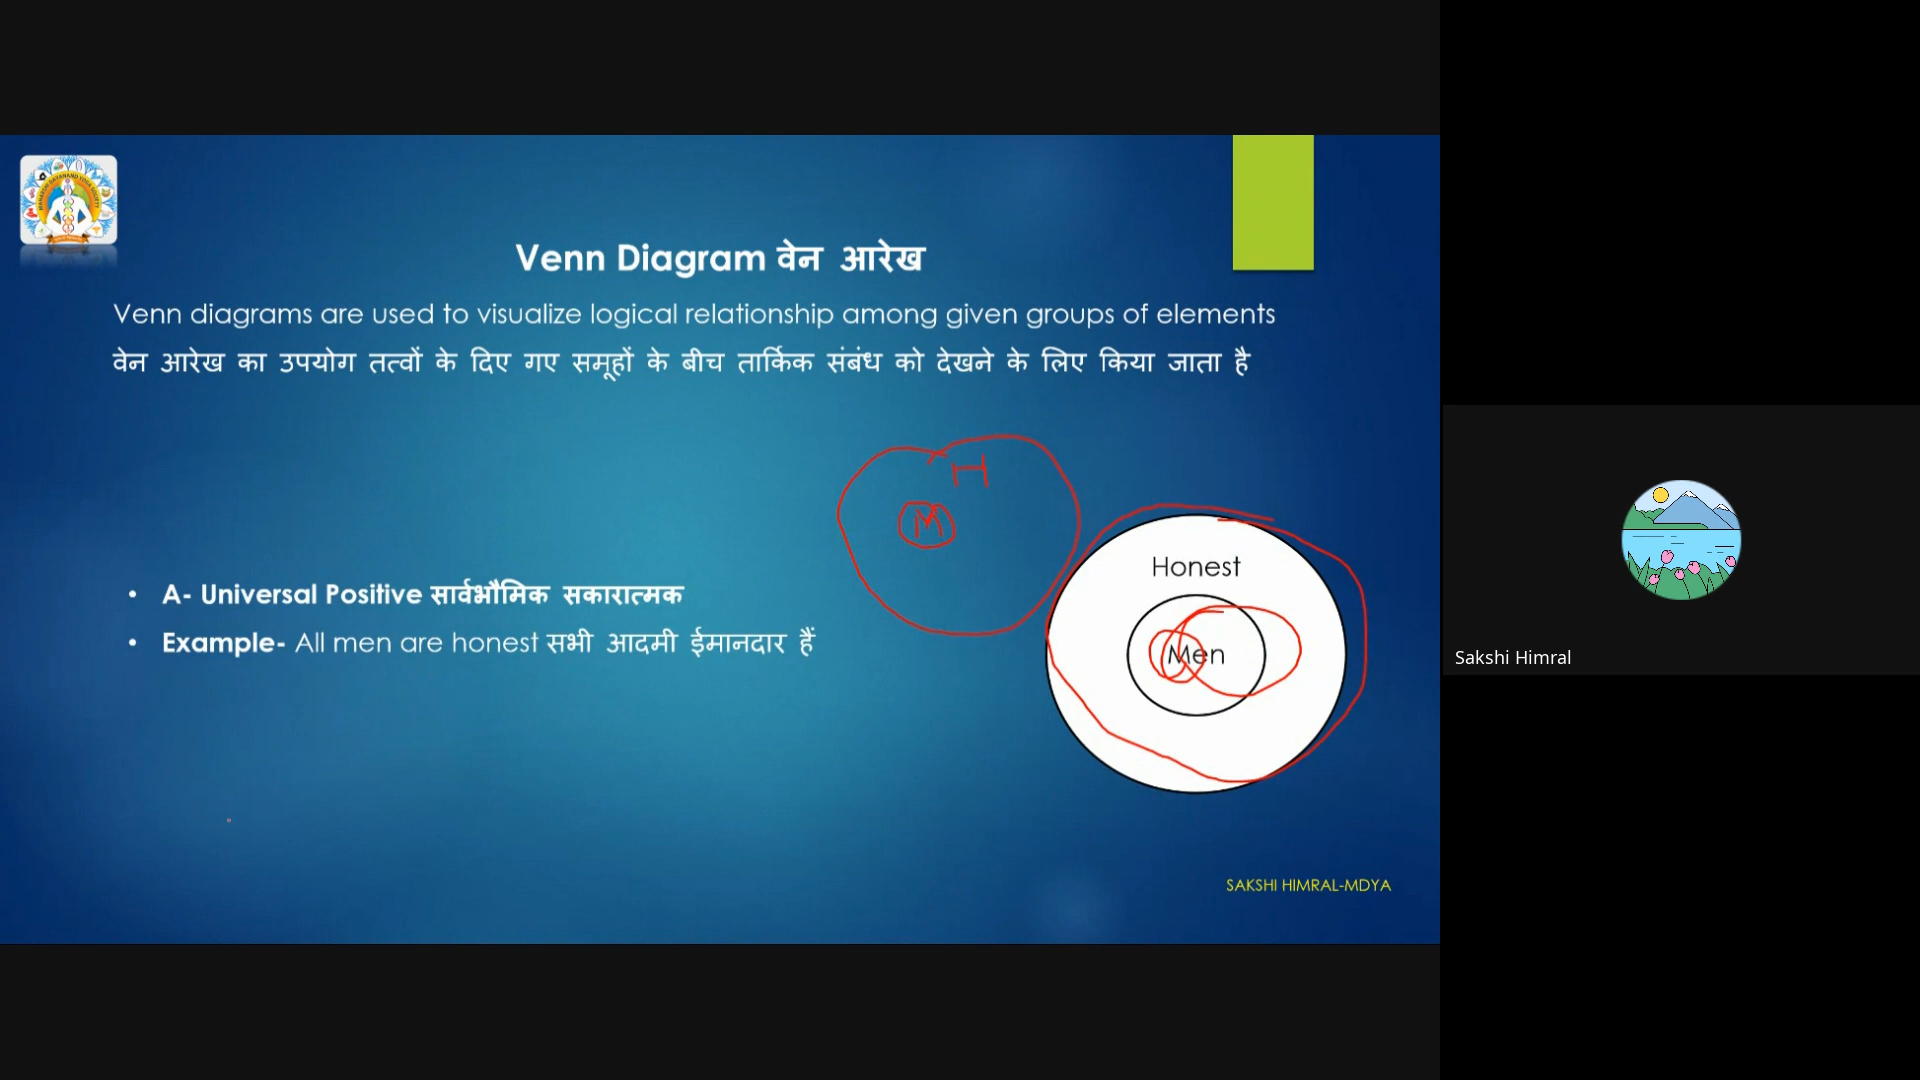 Venn Diagram वेन आरेख
Venn diagrams are used to visualize logical relationship among given groups of elements
वेन आरेख का उपयोग तत्वों के दिए गए समूहों के बीच तार्किक संबंध को देखने के लिए किया जाता है
H
M
Honest
Men
• A- Universal Positive सार्वभौमिक सकारात्मक
• Example- All men are honest सभी आदमी ईमानदार हैं
SAKSHI HIMRAL-MDYA
Sakshi Himral